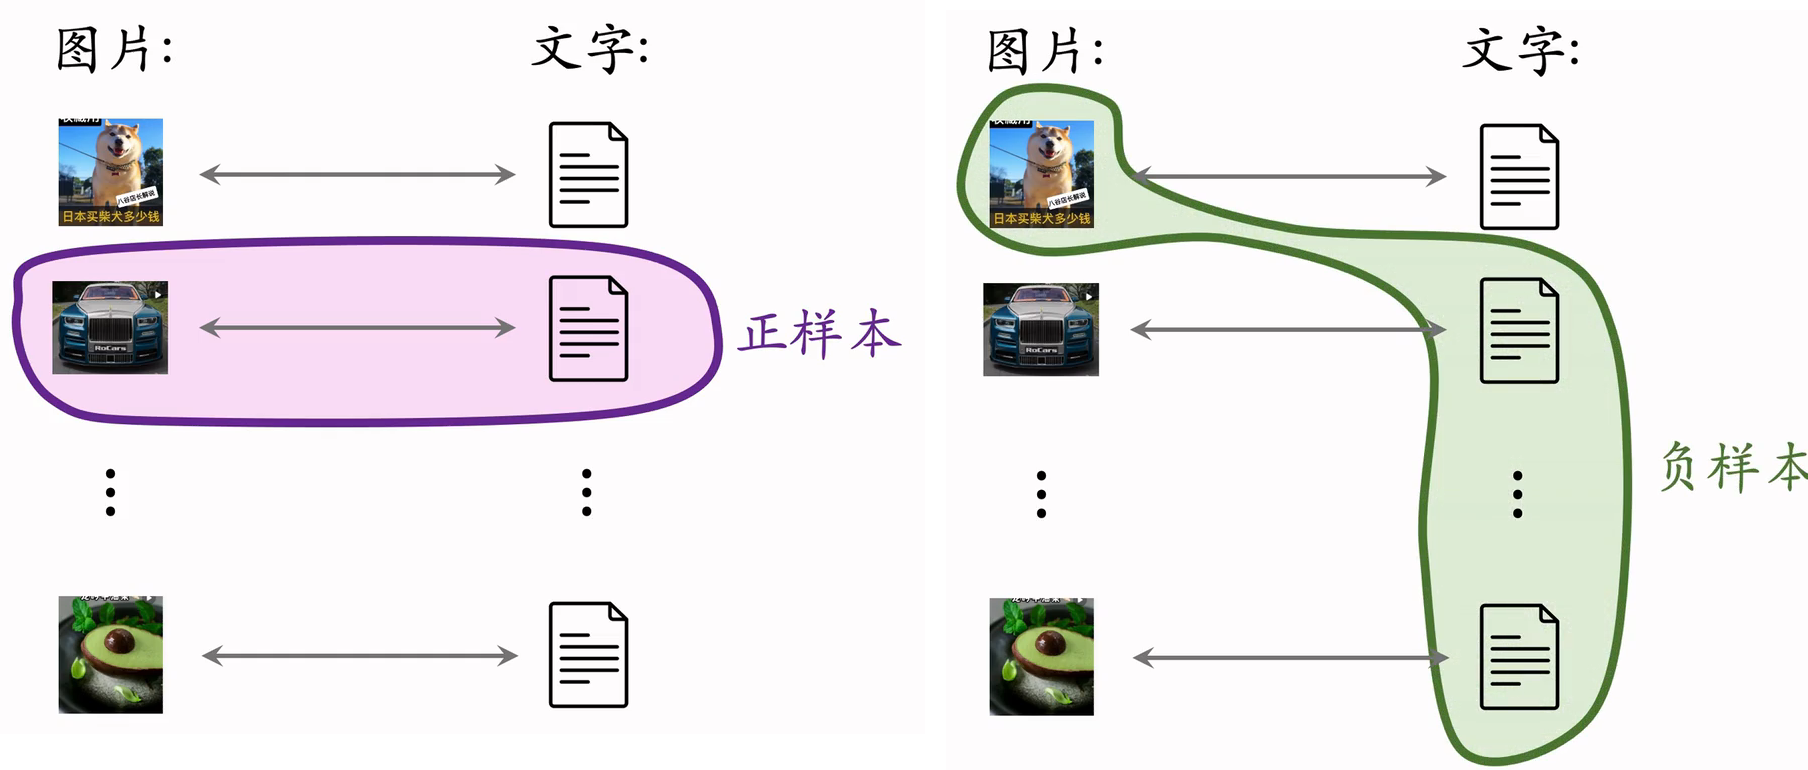 图片:
文字:
八谷店长解说
日本买柴犬多少钱
RoCars
正样本
图片:
文字:
八谷店长解说
日本买柴犬多少钱
RoCars
负样本